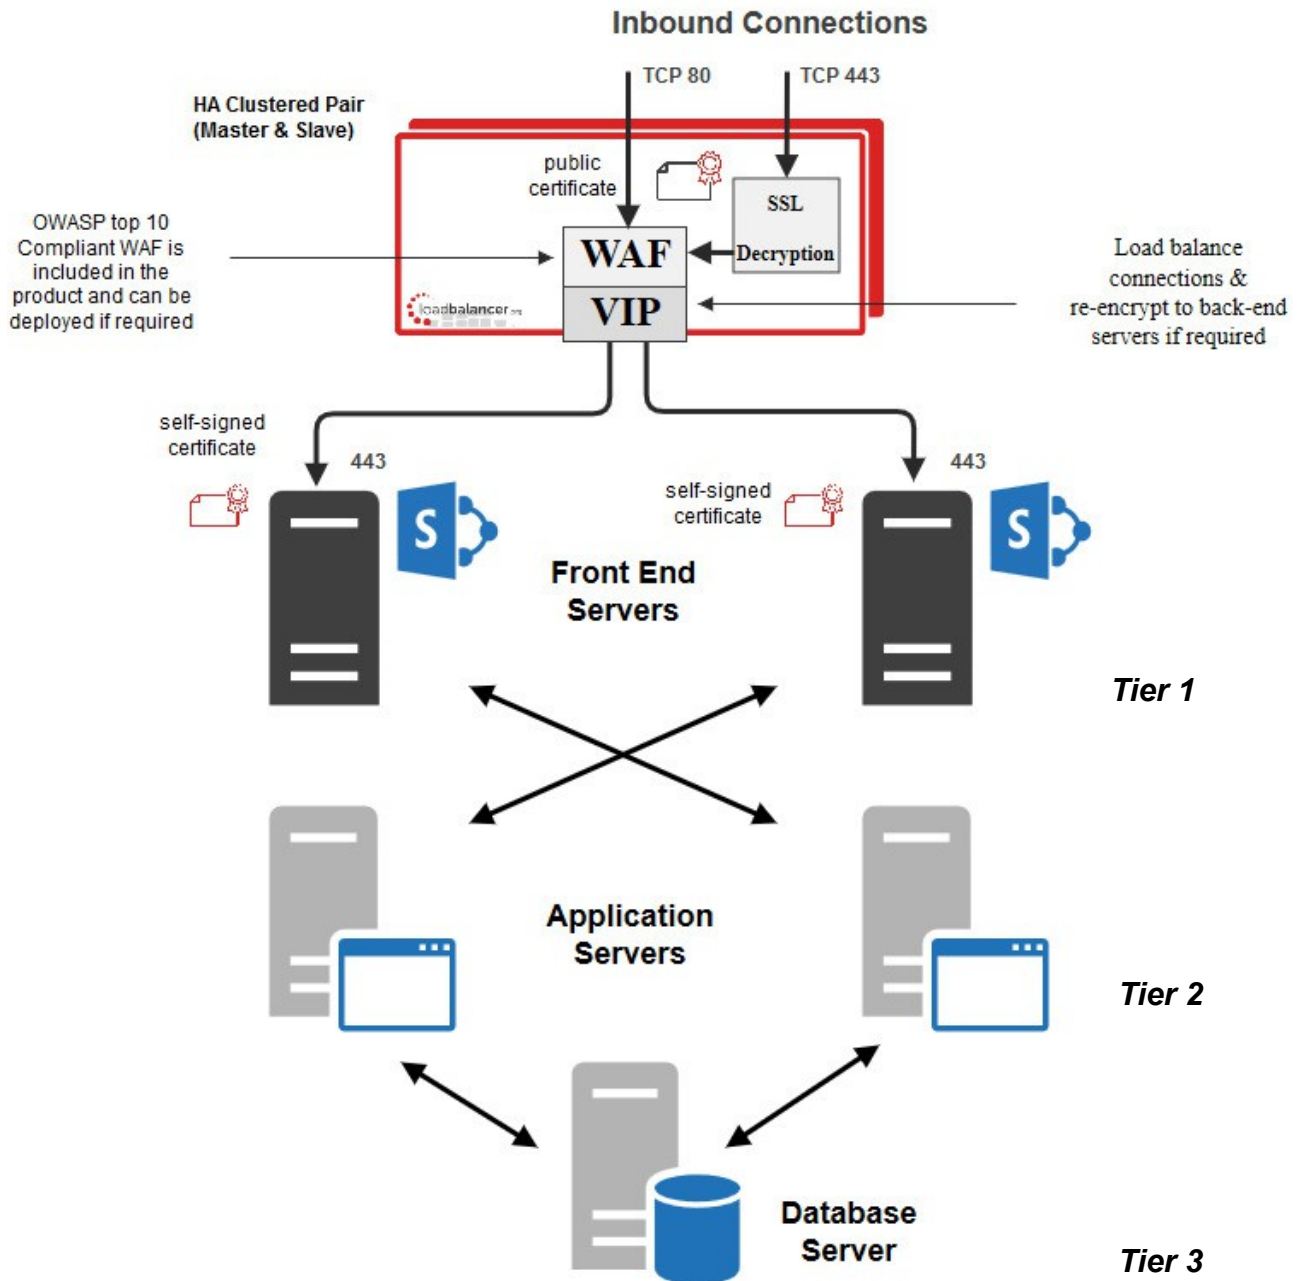 Inbound Connections
TCP 80
TCP 443
HA Clustered Pair
(Master & Slave)
public
certificate
SSL
Decryption
OWASP top 10
Compliant WAF is
included in the
product and can be
deployed if required
WAF
VIP
loadbalancer.org
Load balance
connections &
re-encrypt to back-end
servers if required
self-signed
certificate
443
S
self-signed
certificate
443
S
Front End
Servers
Tier 1
Application
Servers
Tier 2
Database
Server
Tier 3